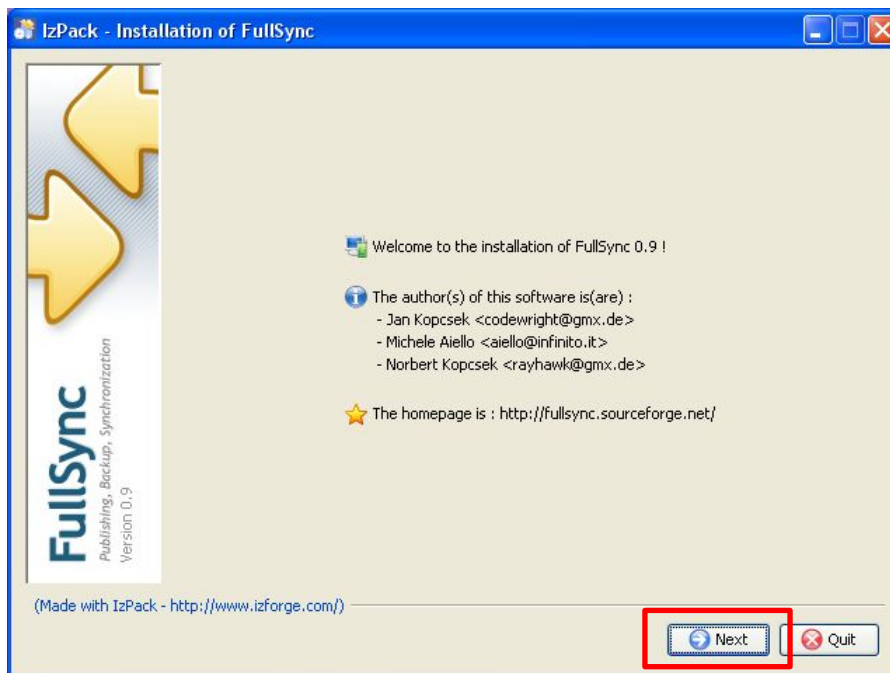 IzPack - Installation of FullSync
FullSync
Publishing, Backup, Synchronization
Version 0.9
Welcome to the installation of FullSync 0.9 !
The author(s) of this software is(are) :
- Jan Kopcsek <codewright@gmx.de>
- Michele Aiello <aiello@infinito.it>
- Norbert Kopcsek <rayhawk@gmx.de>
The homepage is : http://fullsync.sourceforge.net/
(Made with IzPack - http://www.izforge.com/)
Next
Quit